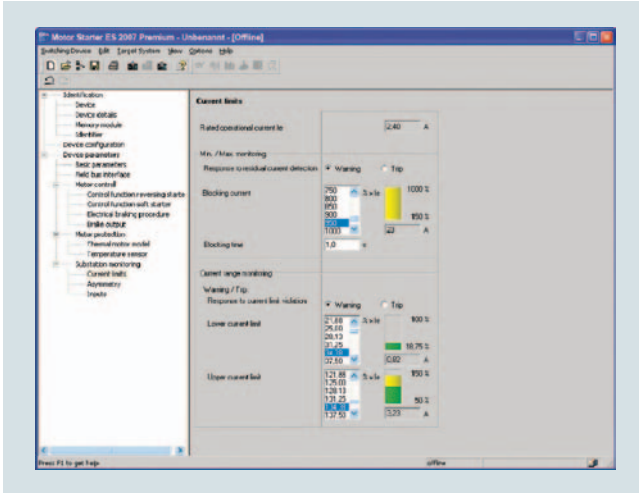 Motor Starter ES 2007 Premium - Unbenannt - [Offline]
Switching Device Edit Target System View Options Help
Identification
Device
Device details
Memory module
Identifier
Device configuration
Device parameters
Basic parameters
Field bus interface
Motor control
Control function reversing starte
Control function soft starter
Electrical braking procedure
Brake output
Motor protection
Thermal motor model
Temperature sensor
Substation monitoring
Current limits
Asymmetry
Inputs
Current limits
Rated operational current Ie 2,40 A
Min. / Max. monitoring
Response to residual current detection Warning Trip
Blocking current
750
800
850
900
950
1000
% x Ie
1000 %
150 %
23 A
Blocking time 1,0 s
Current range monitoring
Warning / Trip:
Response to current limit violation Warning Trip
Lower current limit
21,88
25,00
28,13
31,25
34,38
37,50
% x Ie
100 %
18,75 %
0,82 A
Upper current limit
121,88
125,00
128,13
131,25
134,38
137,50
% x Ie
150 %
50 %
3,23 A
Press F1 to get help.
offline